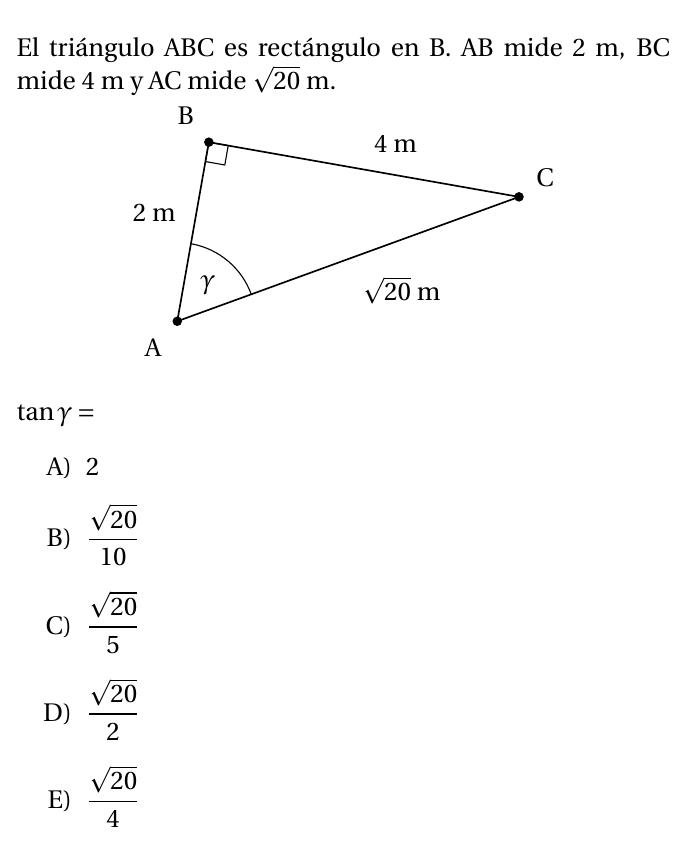 El triángulo ABC es rectángulo en B. AB mide 2 m, BC
mide 4 m y AC mide √20 m.
B
4 m
C
2 m
γ
√20 m
A
tan γ =
A) 2
B) √20/10
C) √20/5
D) √20/2
E) √20/4